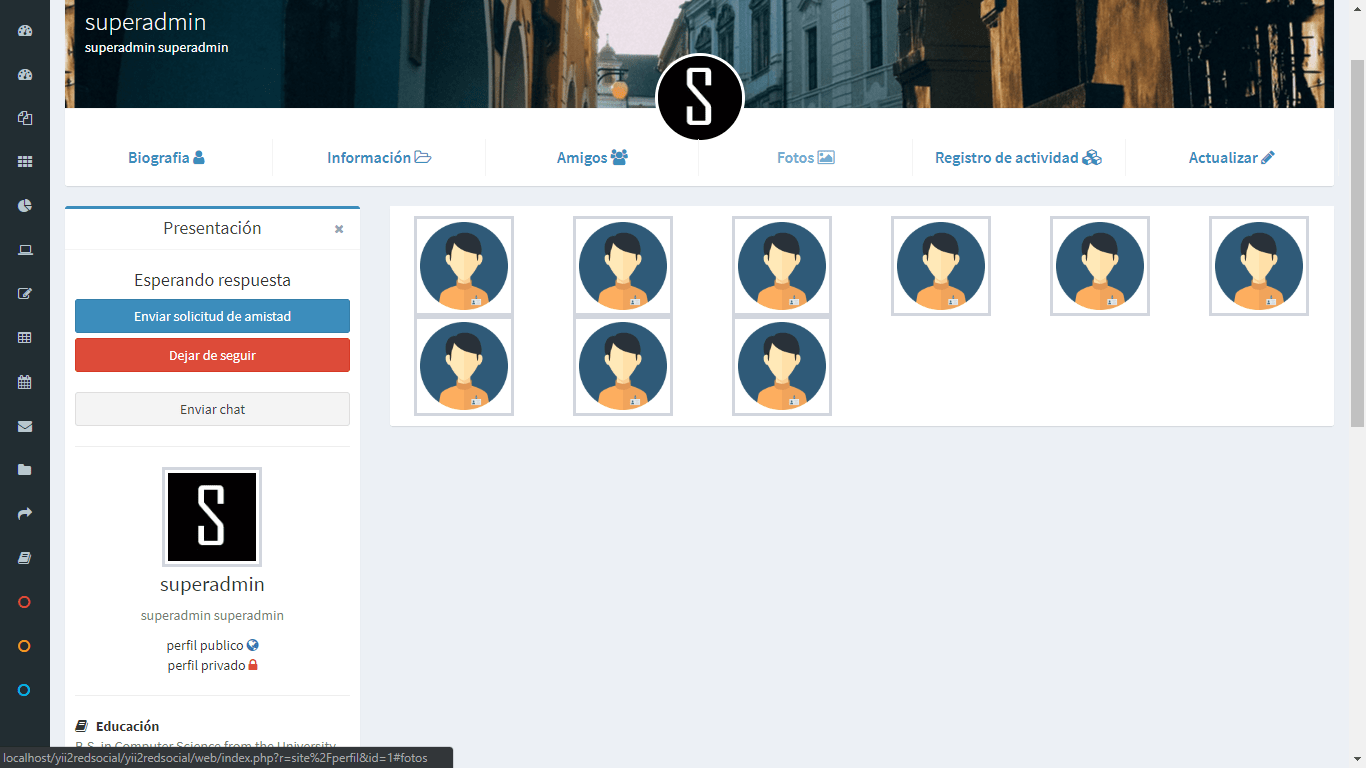 superadmin
superadmin superadmin
S
Biografia
Información
Amigos
Fotos
Registro de actividad
Actualizar
Presentación
×
Esperando respuesta
Enviar solicitud de amistad
Dejar de seguir
Enviar chat
S
superadmin
superadmin superadmin
perfil publico
perfil privado
Educación
B.S. in Computer Science from the University
localhost/yii2redsocial/yii2redsocial/web/index.php?r=site%2Fperfil&id=1#fotos